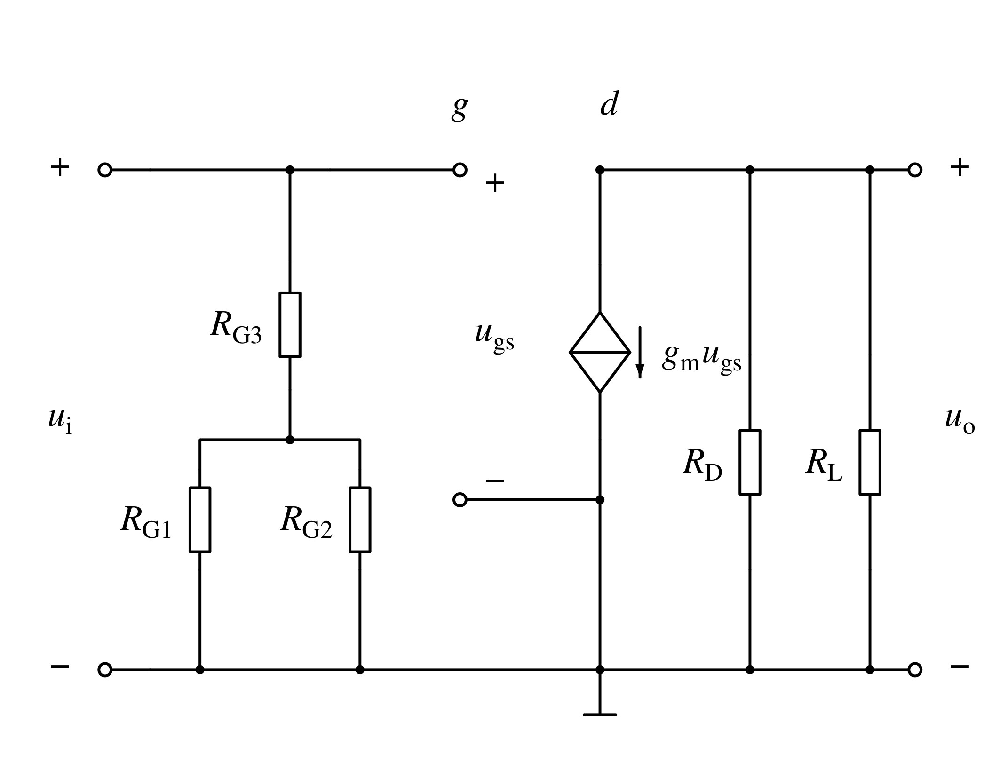 g d
+ + + 
R_G3 u_gs g_m u_gs
u_i u_o
R_D R_L
−
R_G1 R_G2
− −